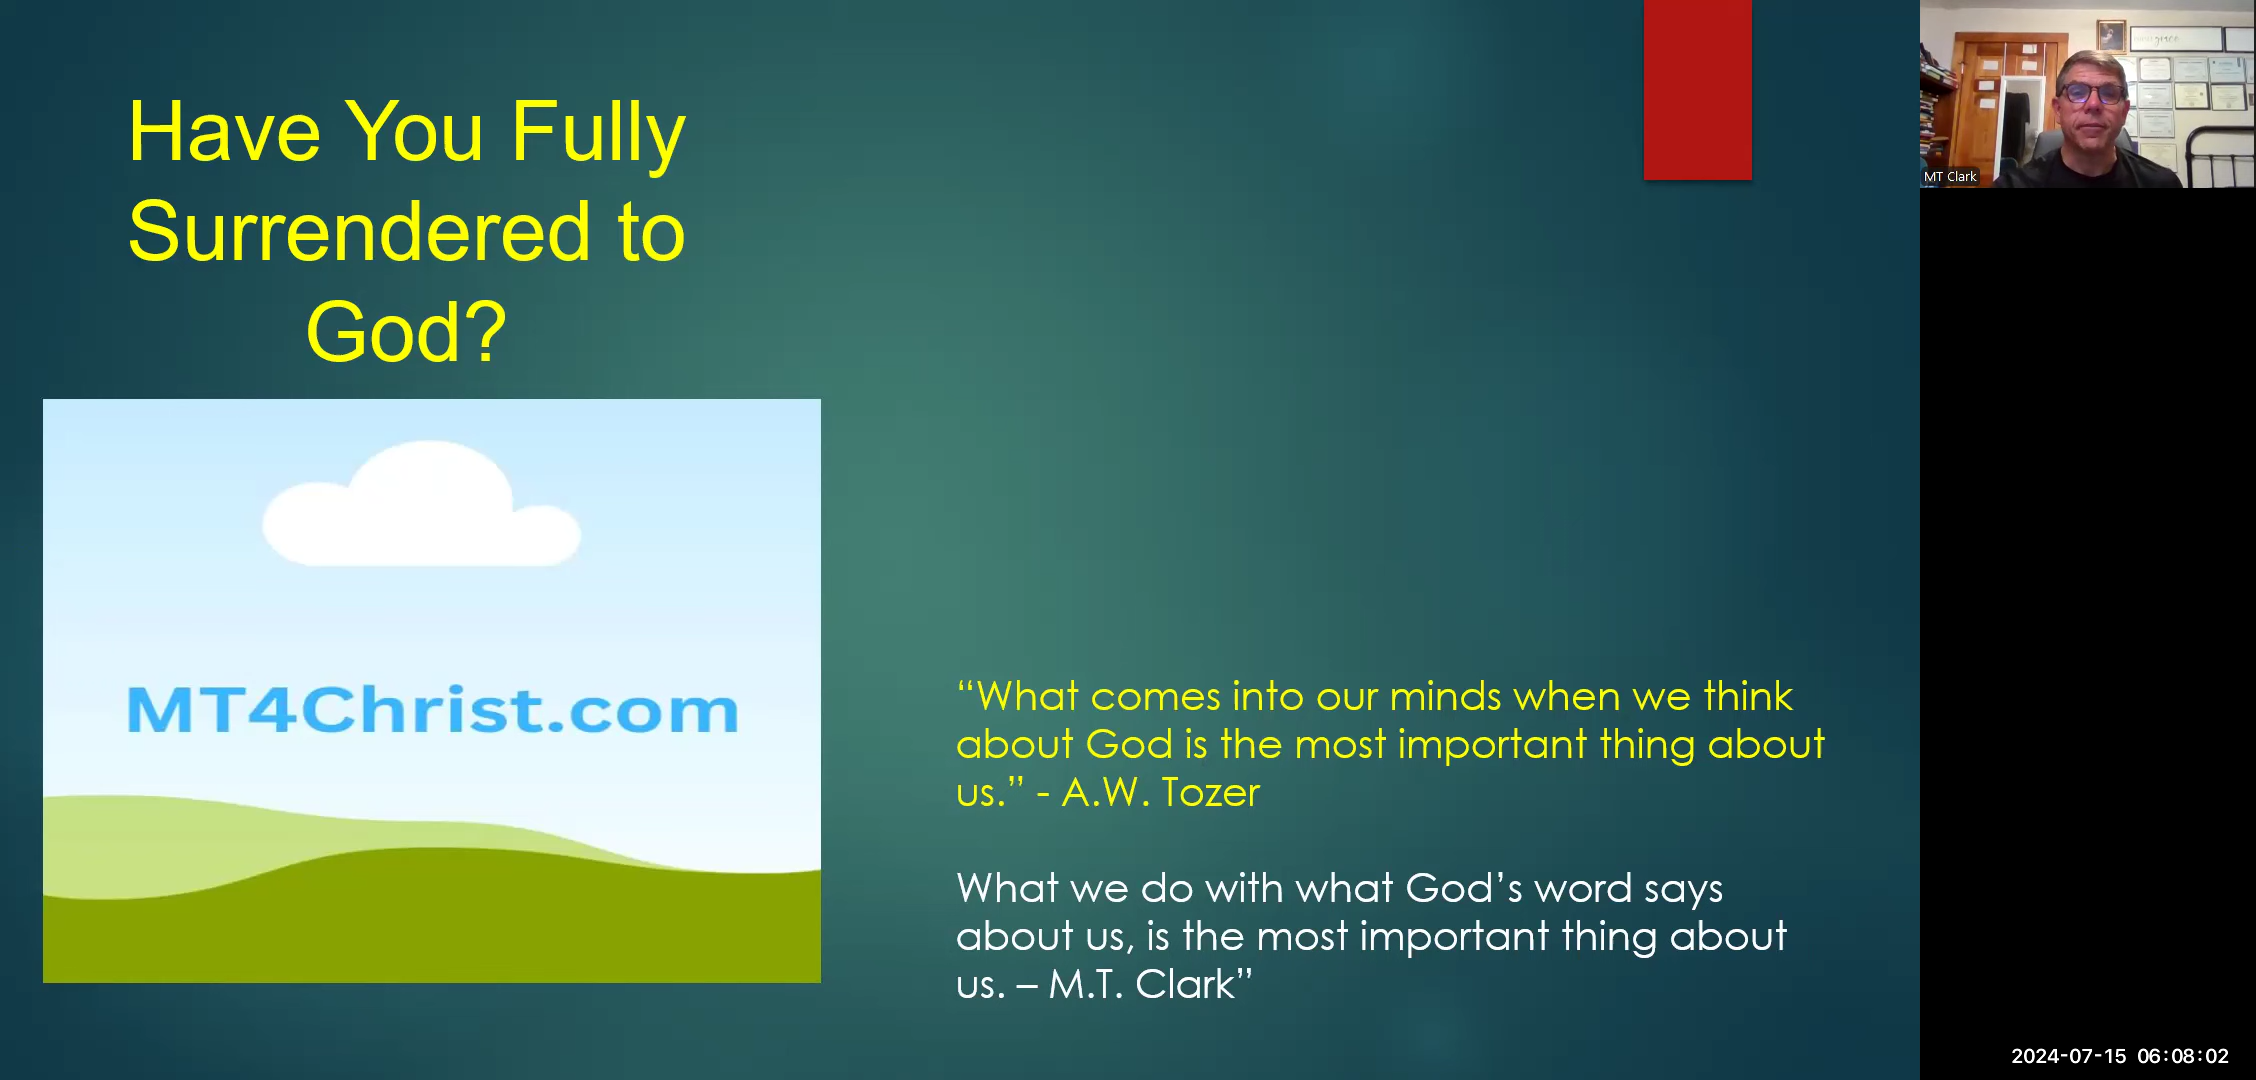 Have You Fully
Surrendered to
God?
MT4Christ.com
“What comes into our minds when we think
about God is the most important thing about
us.” - A.W. Tozer
What we do with what God’s word says
about us, is the most important thing about
us. – M.T. Clark”
MT Clark
2024-07-15 06:08:02